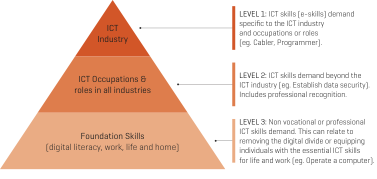 ICT
Industry
ICT Occupations &
roles in all industries
Foundation Skills
(digital literacy, work, life and home)
LEVEL 1: ICT skills (e-skills) demand
specific to the ICT industry
and occupations or roles
(eg. Cabler, Programmer).
LEVEL 2: ICT skills demand beyond the
ICT industry (eg. Establish data security).
Includes professional recognition.
LEVEL 3: Non vocational or professional
ICT skills demand. This can relate to
removing the digital divide or equipping
individuals with the essential ICT skills
for life and work (eg. Operate a computer).